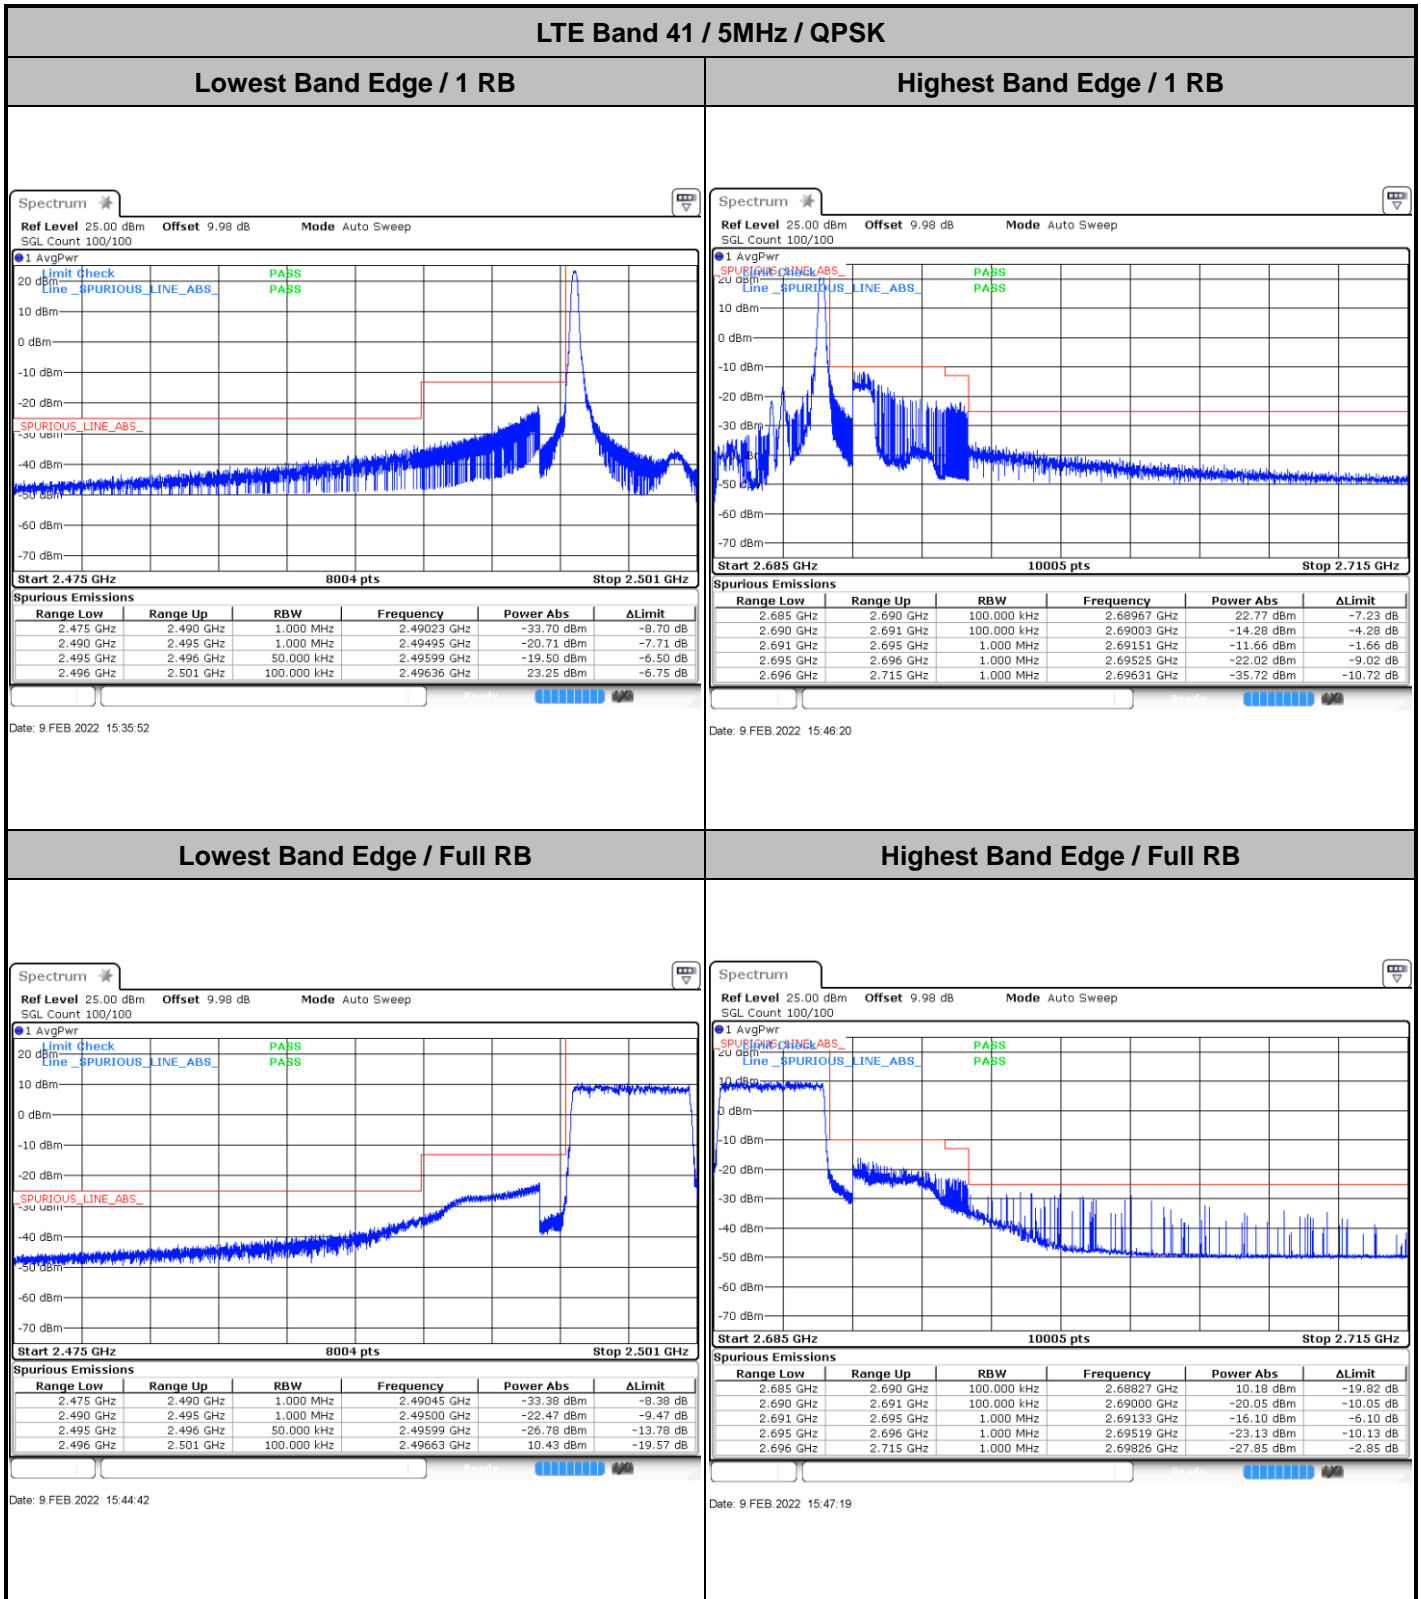 LTE Band 41 / 5MHz / QPSK
Lowest Band Edge / 1 RB
Highest Band Edge / 1 RB
Spectrum
Ref Level 25.00 dBm Offset 9.98 dB Mode Auto Sweep
SGL Count 100/100
1 AvgPwr
Limit Check PASS
Line _SPURIOUS_LINE_ABS_ PASS
20 dBm
10 dBm
0 dBm
-10 dBm
-20 dBm
_SPURIOUS_LINE_ABS_
-30 dBm
-40 dBm
-50 dBm
-60 dBm
-70 dBm
Start 2.475 GHz 8004 pts Stop 2.501 GHz
Spurious Emissions
Range Low Range Up RBW Frequency Power Abs ΔLimit
2.475 GHz 2.490 GHz 1.000 MHz 2.49023 GHz -33.70 dBm -8.70 dB
2.490 GHz 2.495 GHz 1.000 MHz 2.49495 GHz -20.71 dBm -7.71 dB
2.495 GHz 2.496 GHz 50.000 kHz 2.49599 GHz -19.50 dBm -6.50 dB
2.496 GHz 2.501 GHz 100.000 kHz 2.49636 GHz 23.25 dBm -6.75 dB
Ready
Date: 9.FEB.2022 15:35:52
Spectrum
Ref Level 25.00 dBm Offset 9.98 dB Mode Auto Sweep
SGL Count 100/100
1 AvgPwr
_SPURIOUS_LINE_ABS_
Limit Check PASS
Line _SPURIOUS_LINE_ABS_ PASS
20 dBm
10 dBm
0 dBm
-10 dBm
-20 dBm
-30 dBm
-50 dBm
-60 dBm
-70 dBm
Start 2.685 GHz 10005 pts Stop 2.715 GHz
Spurious Emissions
Range Low Range Up RBW Frequency Power Abs ΔLimit
2.685 GHz 2.690 GHz 100.000 kHz 2.68967 GHz 22.77 dBm -7.23 dB
2.690 GHz 2.691 GHz 100.000 kHz 2.69003 GHz -14.28 dBm -4.28 dB
2.691 GHz 2.695 GHz 1.000 MHz 2.69151 GHz -11.66 dBm -1.66 dB
2.695 GHz 2.696 GHz 1.000 MHz 2.69525 GHz -22.02 dBm -9.02 dB
2.696 GHz 2.715 GHz 1.000 MHz 2.69631 GHz -35.72 dBm -10.72 dB
Date: 9.FEB.2022 15:46:20
Lowest Band Edge / Full RB
Highest Band Edge / Full RB
Spectrum
Ref Level 25.00 dBm Offset 9.98 dB Mode Auto Sweep
SGL Count 100/100
1 AvgPwr
Limit Check PASS
Line _SPURIOUS_LINE_ABS_ PASS
20 dBm
10 dBm
0 dBm
-10 dBm
-20 dBm
_SPURIOUS_LINE_ABS_
-30 dBm
-40 dBm
-50 dBm
-60 dBm
-70 dBm
Start 2.475 GHz 8004 pts Stop 2.501 GHz
Spurious Emissions
Range Low Range Up RBW Frequency Power Abs ΔLimit
2.475 GHz 2.490 GHz 1.000 MHz 2.49045 GHz -33.38 dBm -8.38 dB
2.490 GHz 2.495 GHz 1.000 MHz 2.49500 GHz -22.47 dBm -9.47 dB
2.495 GHz 2.496 GHz 50.000 kHz 2.49599 GHz -26.78 dBm -13.78 dB
2.496 GHz 2.501 GHz 100.000 kHz 2.49663 GHz 10.43 dBm -19.57 dB
Ready
Date: 9.FEB.2022 15:44:42
Spectrum
Ref Level 25.00 dBm Offset 9.98 dB Mode Auto Sweep
SGL Count 100/100
1 AvgPwr
_SPURIOUS_LINE_ABS_
Limit Check PASS
Line _SPURIOUS_LINE_ABS_ PASS
20 dBm
10 dBm
0 dBm
-10 dBm
-20 dBm
-30 dBm
-40 dBm
-50 dBm
-60 dBm
-70 dBm
Start 2.685 GHz 10005 pts Stop 2.715 GHz
Spurious Emissions
Range Low Range Up RBW Frequency Power Abs ΔLimit
2.685 GHz 2.690 GHz 100.000 kHz 2.68827 GHz 10.18 dBm -19.82 dB
2.690 GHz 2.691 GHz 100.000 kHz 2.69000 GHz -20.05 dBm -10.05 dB
2.691 GHz 2.695 GHz 1.000 MHz 2.69133 GHz -16.10 dBm -6.10 dB
2.695 GHz 2.696 GHz 1.000 MHz 2.69519 GHz -23.13 dBm -10.13 dB
2.696 GHz 2.715 GHz 1.000 MHz 2.69826 GHz -27.85 dBm -2.85 dB
Ready
Date: 9.FEB.2022 15:47:19